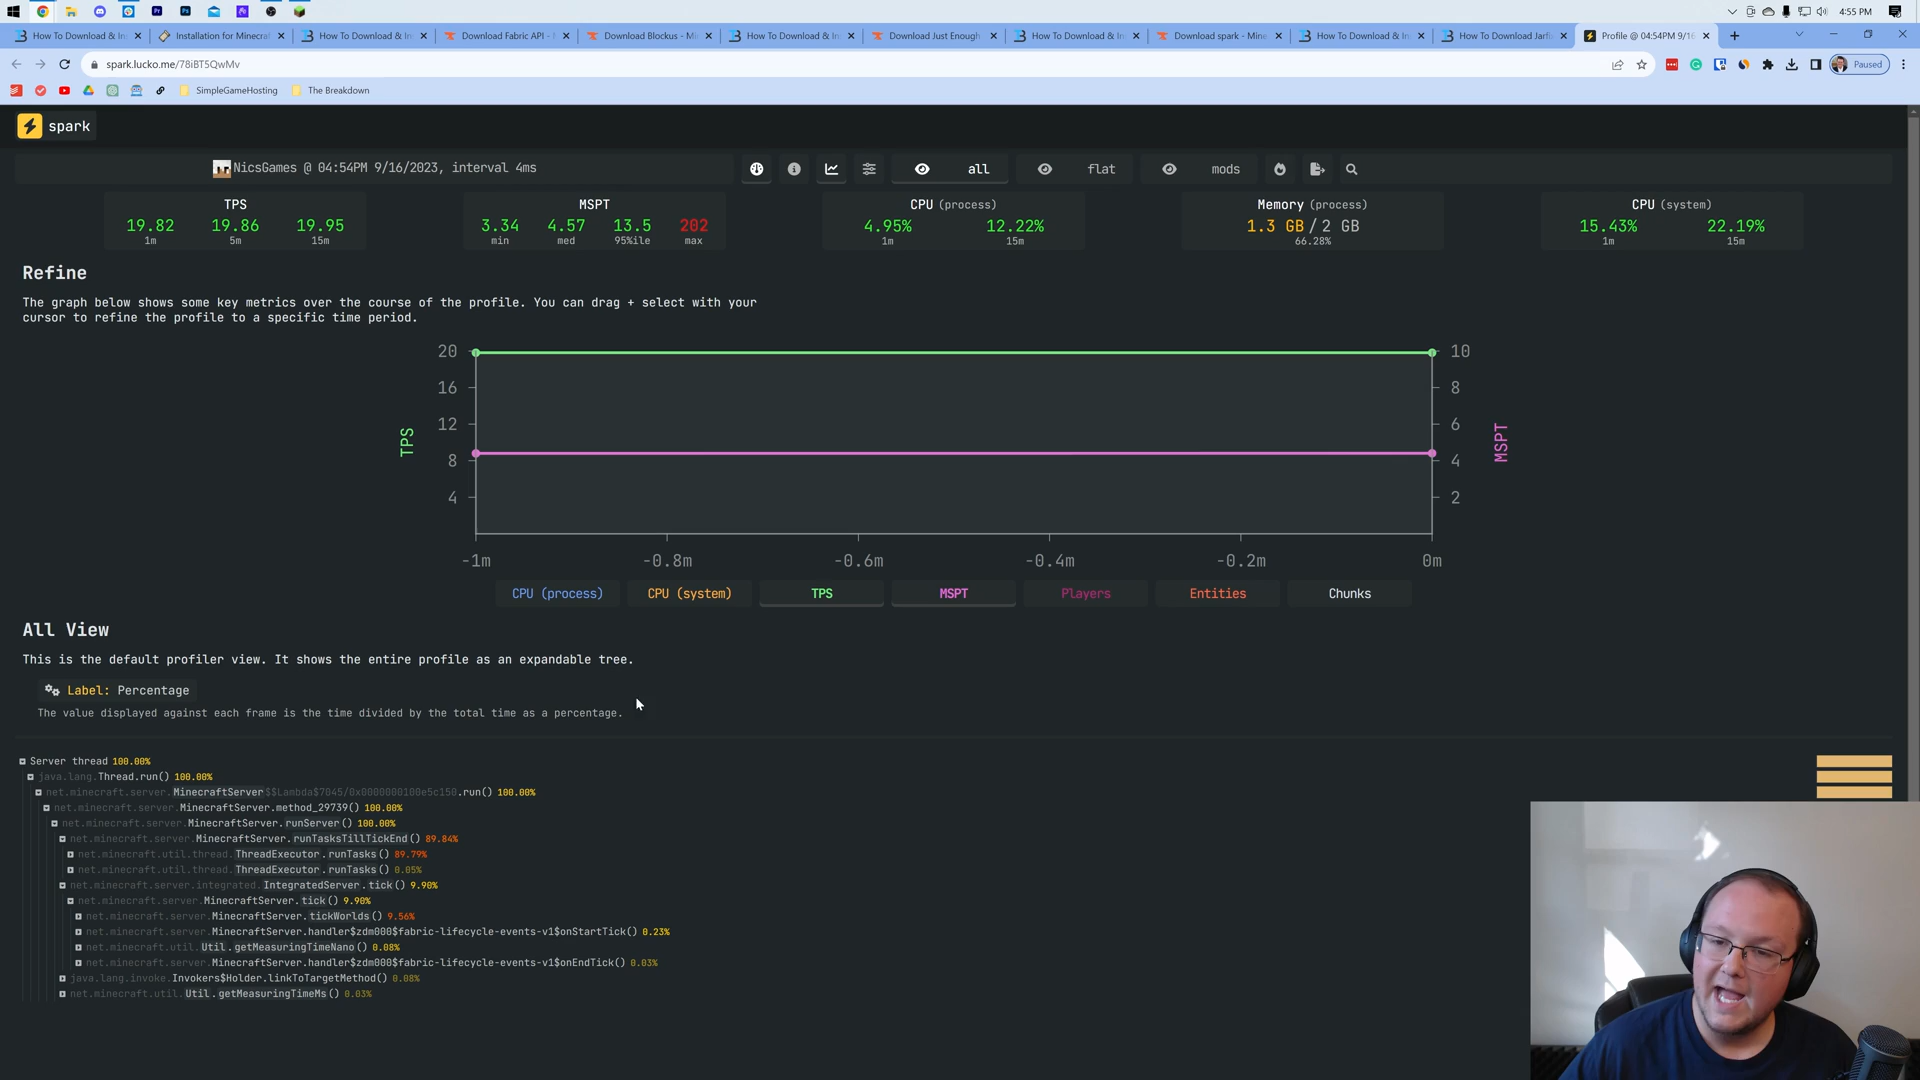 4:55 PM
How To Download & In
Installation for Minecra
How To Download & In
Download Fabric API -
Download Blockus - Mi
How To Download & In
Download Just Enough
How To Download & In
Download spark - Mine
How To Download & In
How To Download Jarfi
Profile @ 04:54PM 9/16
spark.lucko.me/78iBT5QwMv
Paused
SimpleGameHosting
The Breakdown
spark
NicsGames @ 04:54PM 9/16/2023, interval 4ms
all
flat
mods
TPS
19.82 19.86 19.95
1m 5m 15m
MSPT
3.34 4.57 13.5 202
min med 95%ile max
CPU (process)
4.95% 12.22%
1m 15m
Memory (process)
1.3 GB / 2 GB
66.28%
CPU (system)
15.43% 22.19%
1m 15m
Refine
The graph below shows some key metrics over the course of the profile. You can drag + select with your
cursor to refine the profile to a specific time period.
20
16
12
8
4
TPS
10
8
6
4
2
MSPT
-1m -0.8m -0.6m -0.4m -0.2m 0m
CPU (process) CPU (system) TPS MSPT Players Entities Chunks
All View
This is the default profiler view. It shows the entire profile as an expandable tree.
Label: Percentage
The value displayed against each frame is the time divided by the total time as a percentage.
Server thread 100.00%
java.lang.Thread.run() 100.00%
net.minecraft.server.MinecraftServer$$Lambda$7045/0x0000000100e5c150.run() 100.00%
net.minecraft.server.MinecraftServer.method_29739() 100.00%
net.minecraft.server.MinecraftServer.runServer() 100.00%
net.minecraft.server.MinecraftServer.runTasksTillTickEnd() 89.84%
net.minecraft.util.thread.ThreadExecutor.runTasks() 89.79%
net.minecraft.util.thread.ThreadExecutor.runTasks() 0.05%
net.minecraft.server.integrated.IntegratedServer.tick() 9.90%
net.minecraft.server.MinecraftServer.tick() 9.90%
net.minecraft.server.MinecraftServer.tickWorlds() 9.56%
net.minecraft.server.MinecraftServer.handler$zdm000$fabric-lifecycle-events-v1$onStartTick() 0.23%
net.minecraft.util.Util.getMeasuringTimeNano() 0.08%
net.minecraft.server.MinecraftServer.handler$zdm000$fabric-lifecycle-events-v1$onEndTick() 0.03%
java.lang.invoke.Invokers$Holder.linkToTargetMethod() 0.08%
net.minecraft.util.Util.getMeasuringTimeMs() 0.03%